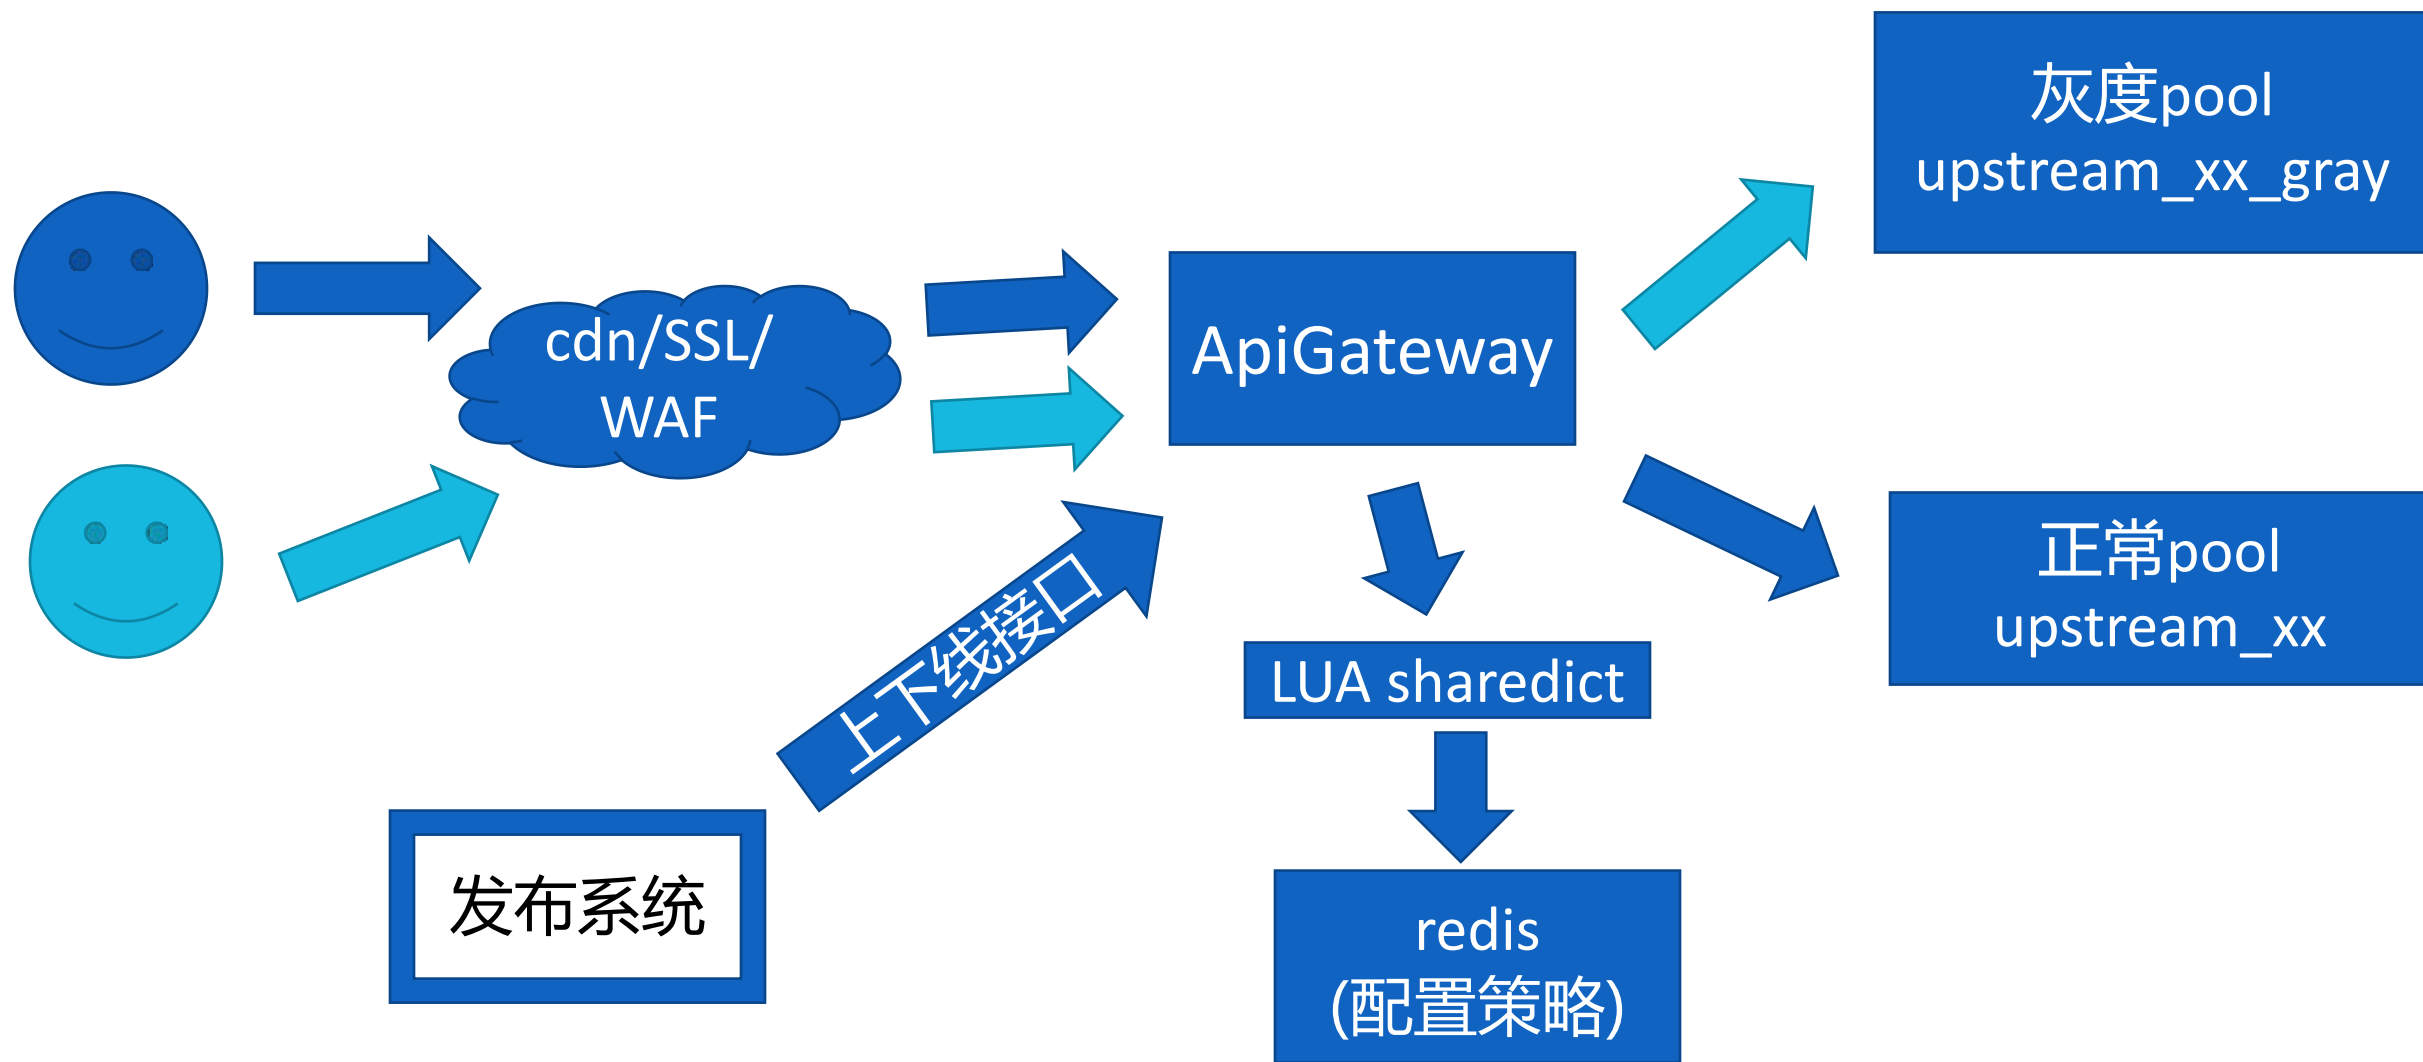 灰度pool
upstream_xx_gray
cdn/SSL/
WAF
ApiGateway
正常pool
upstream_xx
上下线接口
LUA sharedict
发布系统
redis
(配置策略)